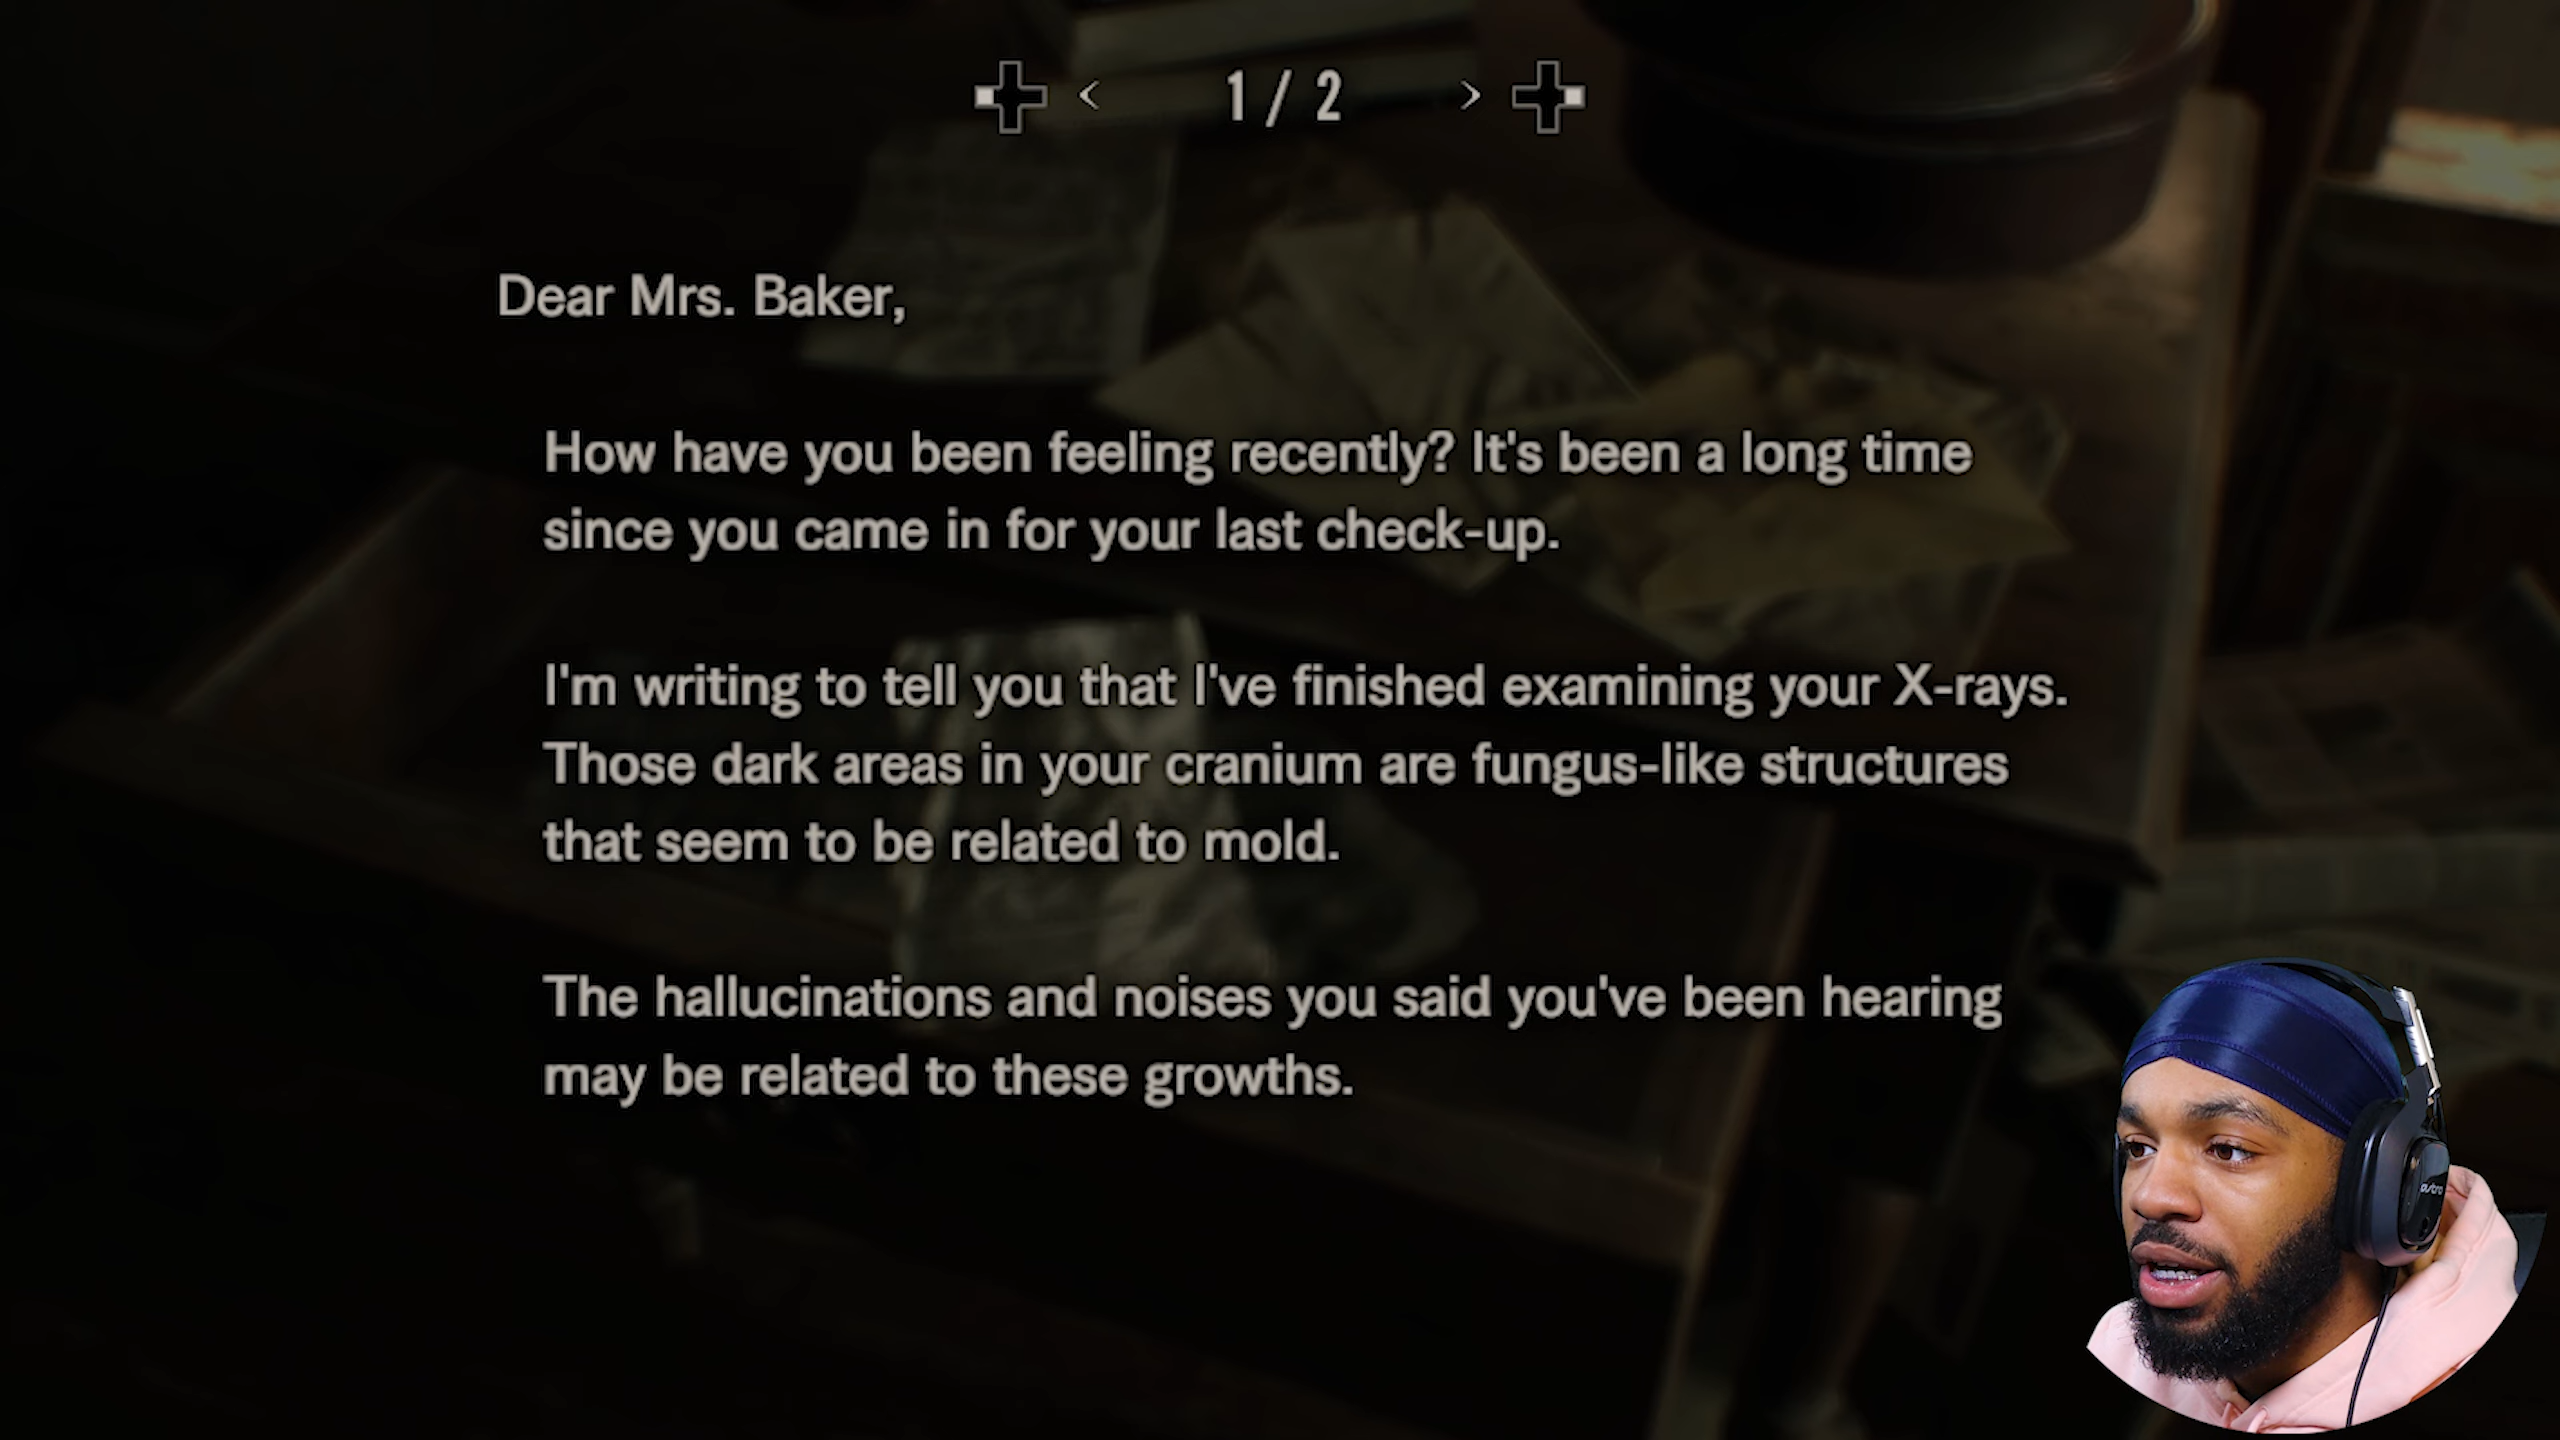 1 / 2
Dear Mrs. Baker,
How have you been feeling recently? It's been a long time
since you came in for your last check-up.
I'm writing to tell you that I've finished examining your X-rays.
Those dark areas in your cranium are fungus-like structures
that seem to be related to mold.
The hallucinations and noises you said you've been hearing
may be related to these growths.
astro